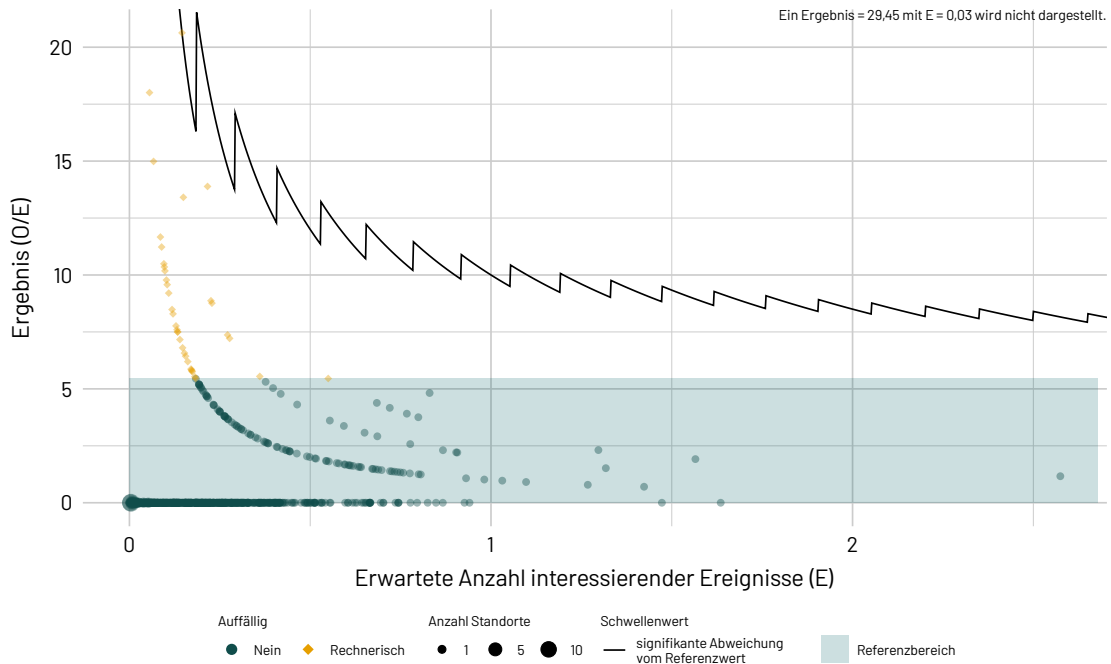 Ein Ergebnis = 29,45 mit E = 0,03 wird nicht dargestellt.
Ergebnis (O/E)
20
15
10
5
0
0
1
2
Erwartete Anzahl interessierender Ereignisse (E)
Auffällig
Nein
Rechnerisch
Anzahl Standorte
1
5
10
Schwellenwert
signifikante Abweichung
vom Referenzwert
Referenzbereich